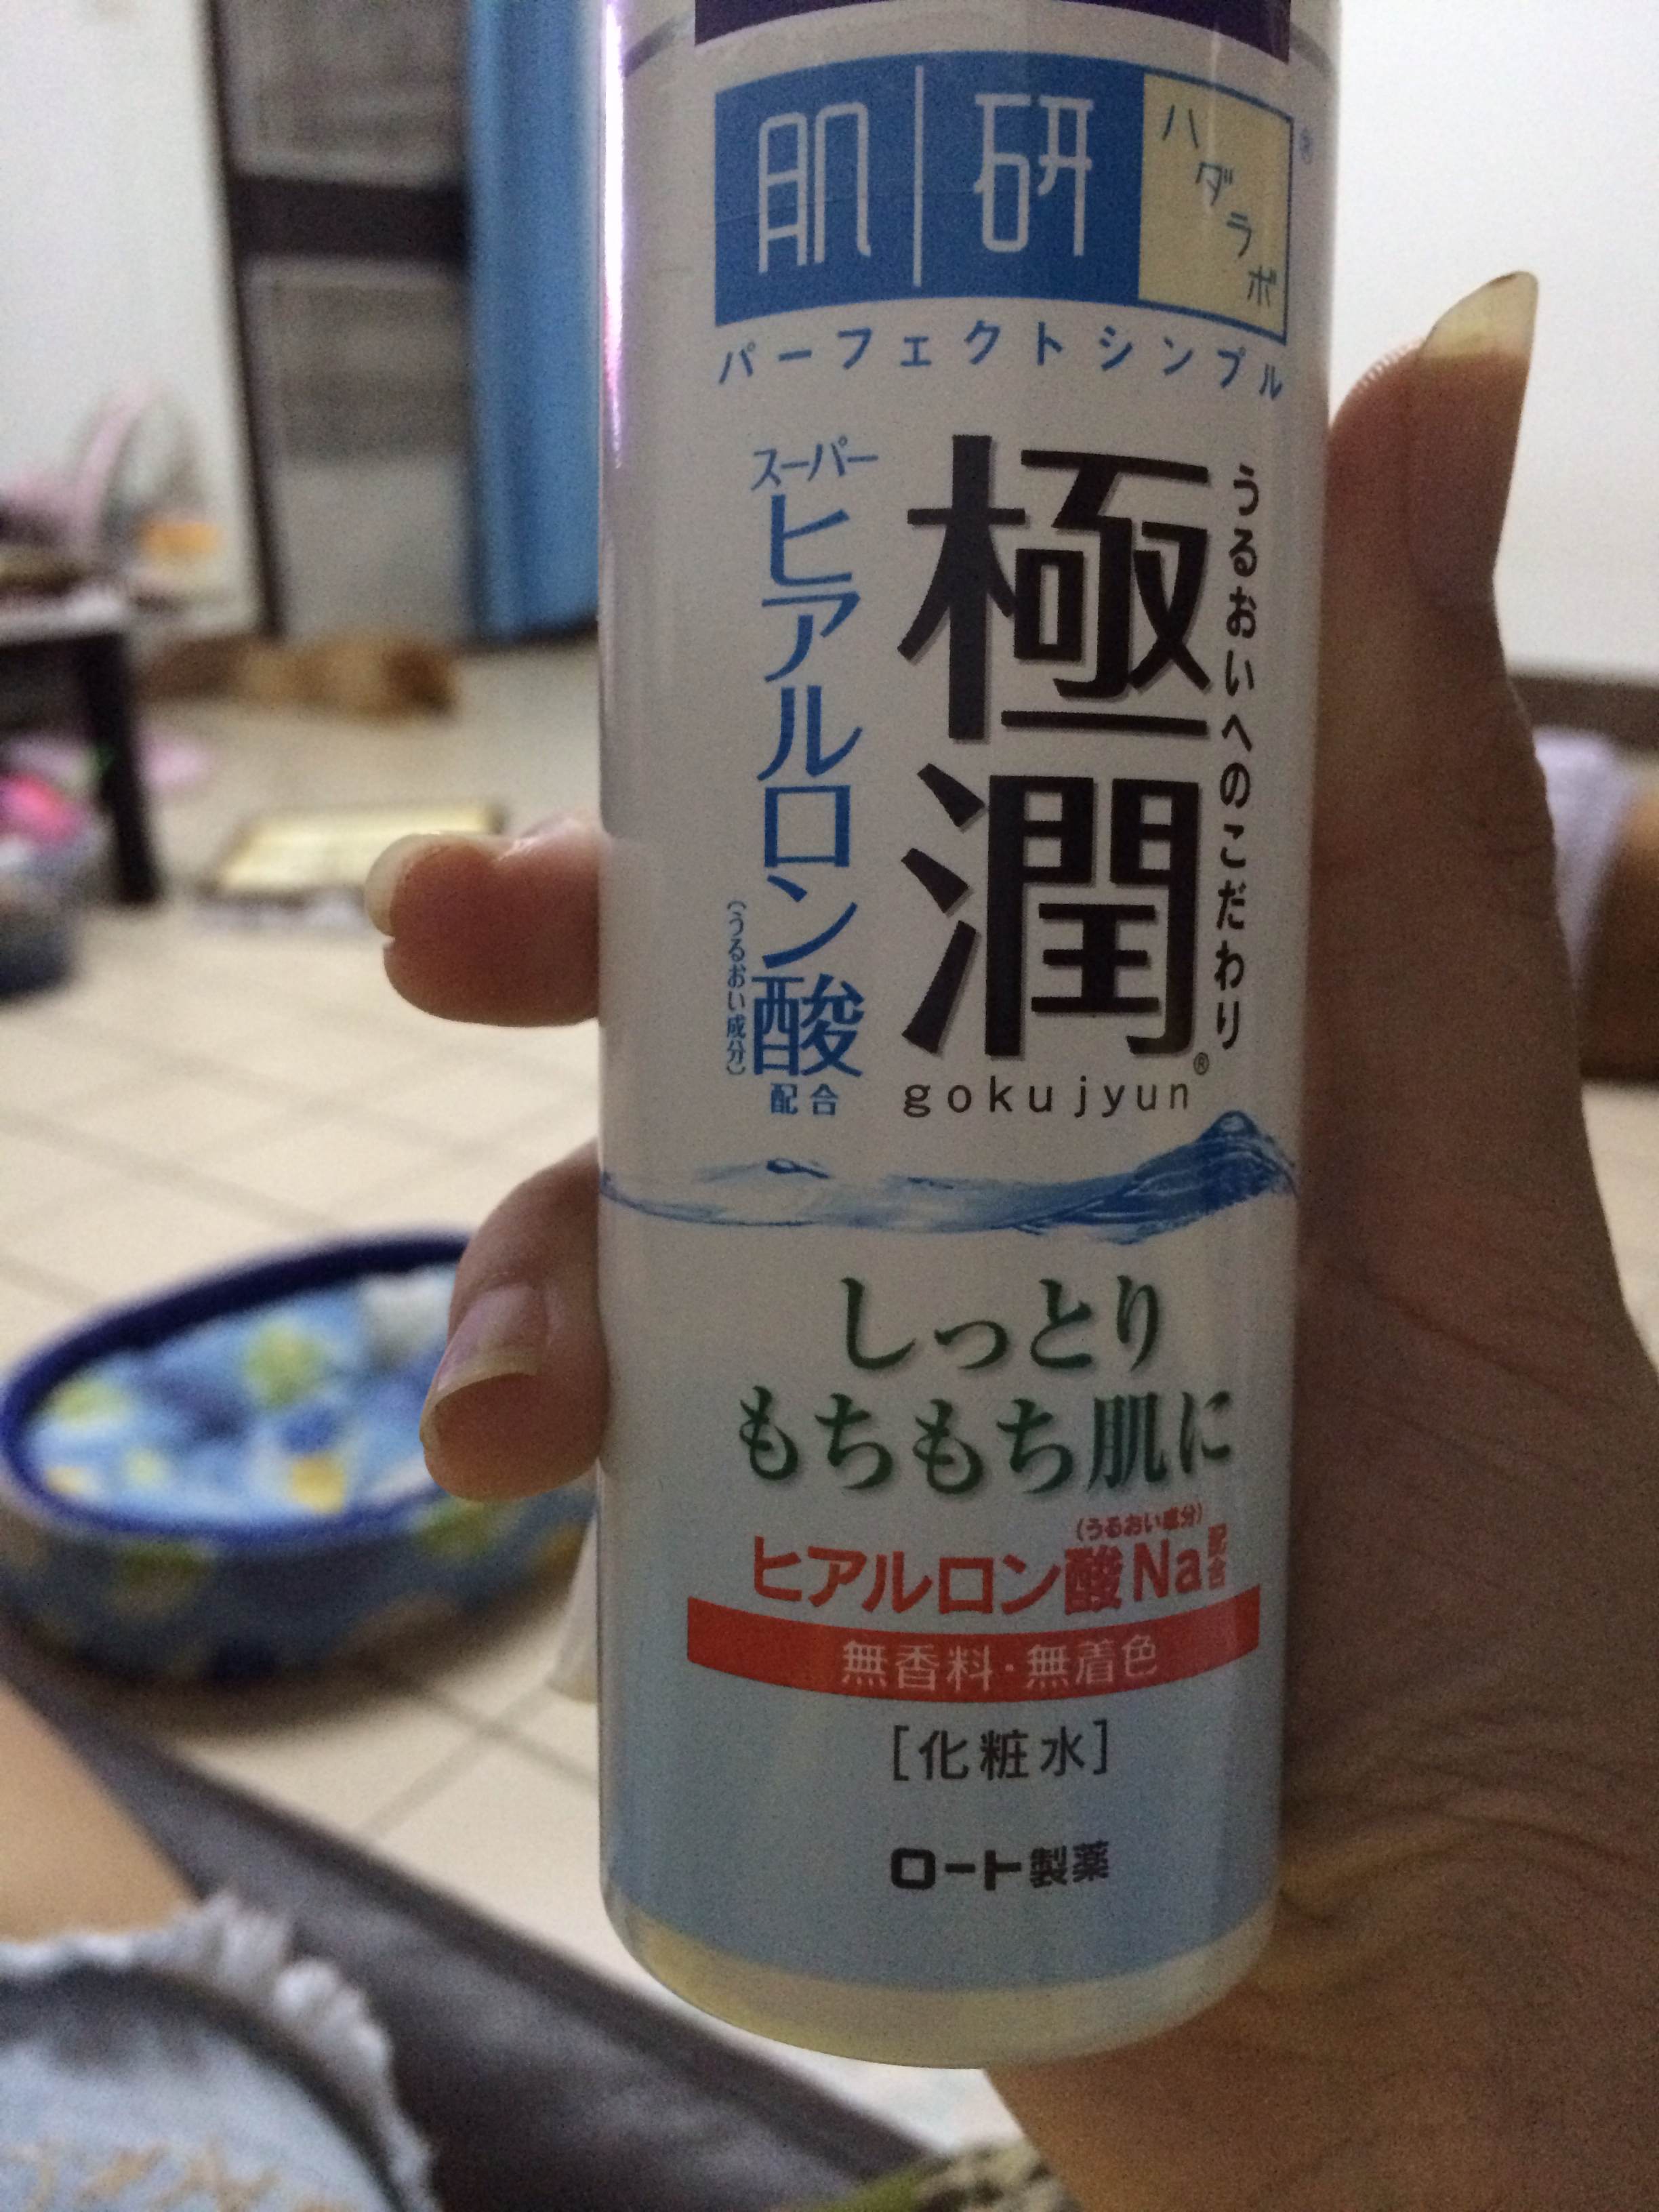 肌研
ハダラボ
®
パーフェクトシンプル
うるおいへのこだわり
極潤®
gokujyun
スーパー
ヒアルロン酸
(うるおい成分)
配合
しっとり
もちもち肌に
(うるおい成分)
ヒアルロン酸Na配合
無香料・無着色
[化粧水]
ロート製薬